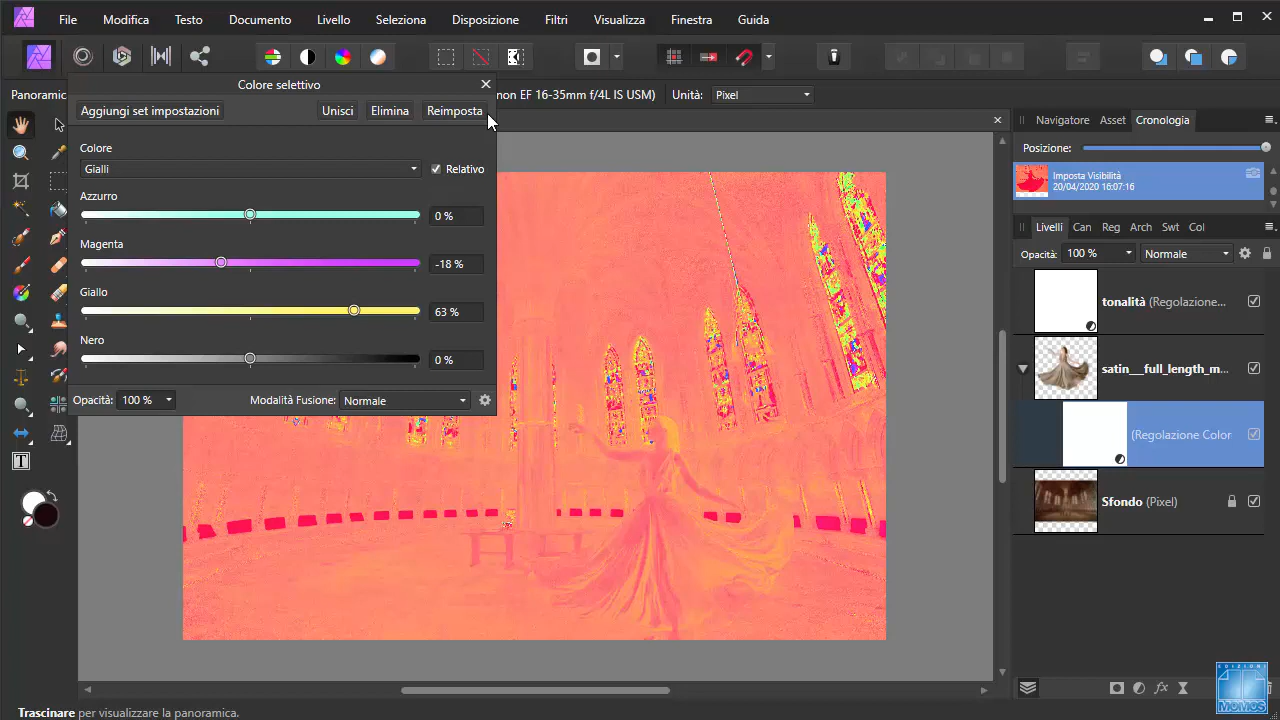 File Modifica Testo Documento Livello Seleziona Disposizione Filtri Visualizza Finestra Guida
Colore selettivo
Panoramic
non EF 16-35mm f/4L IS USM) Unità: Pixel
Aggiungi set impostazioni Unisci Elimina Reimposta
Navigatore Asset Cronologia
Colore
Posizione:
Gialli Relativo
Imposta Visibilità
20/04/2020 16:07:16
Azzurro
0 %
Livelli Can Reg Arch Swt Col
Magenta
Opacità: 100 % Normale
-18 %
Giallo
tonalità (Regolazione...
63 %
Nero
0 %
satin__full_length_m...
Opacità: 100 % Modalità Fusione: Normale
(Regolazione Color
Sfondo (Pixel)
T
EDIZIONI
MOMOS
fx
Trascinare per visualizzare la panoramica.